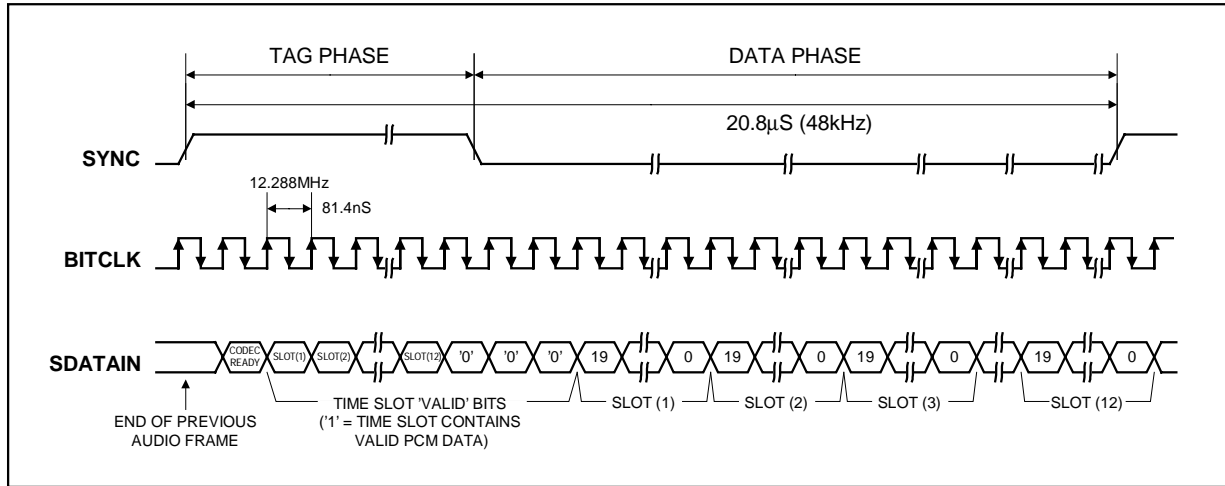 TAG PHASE
DATA PHASE
20.8μS (48kHz)
SYNC
12.288MHz
81.4nS
BITCLK
SDATAIN
CODEC
READY
SLOT(1)
SLOT(2)
SLOT(12)
'0'
'0'
'0'
19
0
19
0
19
0
19
0
END OF PREVIOUS
AUDIO FRAME
TIME SLOT 'VALID' BITS
('1' = TIME SLOT CONTAINS
VALID PCM DATA)
SLOT (1)
SLOT (2)
SLOT (3)
SLOT (12)